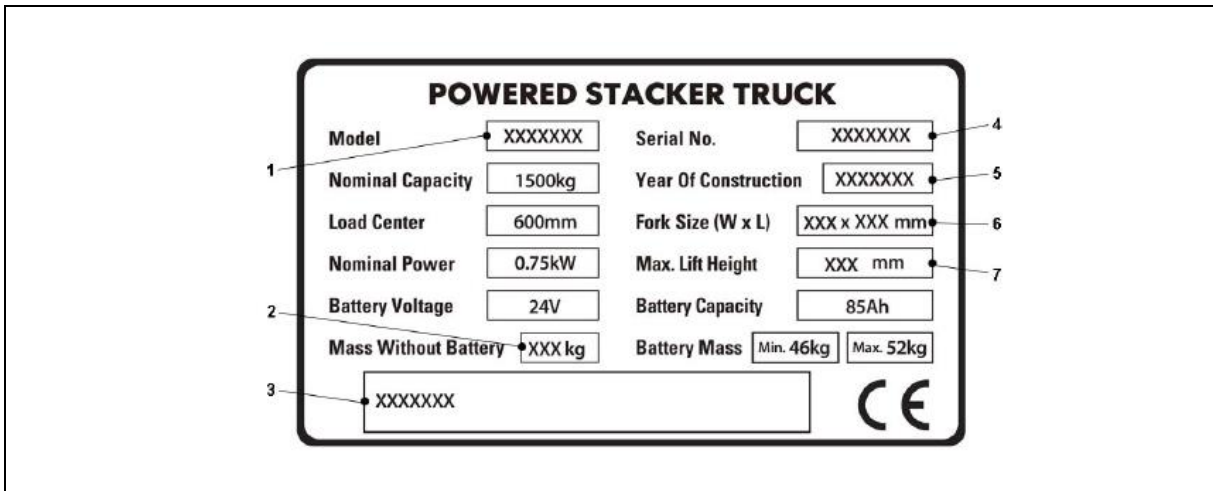 POWERED STACKER TRUCK
Model XXXXXXX Serial No. XXXXXXX 4
1
Nominal Capacity 1500kg Year Of Construction XXXXXXX 5
Load Center 600mm Fork Size (W x L) XXX x XXX mm 6
Nominal Power 0.75kW Max. Lift Height XXX mm 7
Battery Voltage 24V Battery Capacity 85Ah
2
Mass Without Battery XXX kg Battery Mass Min. 46kg Max. 52kg
3 XXXXXXX CE